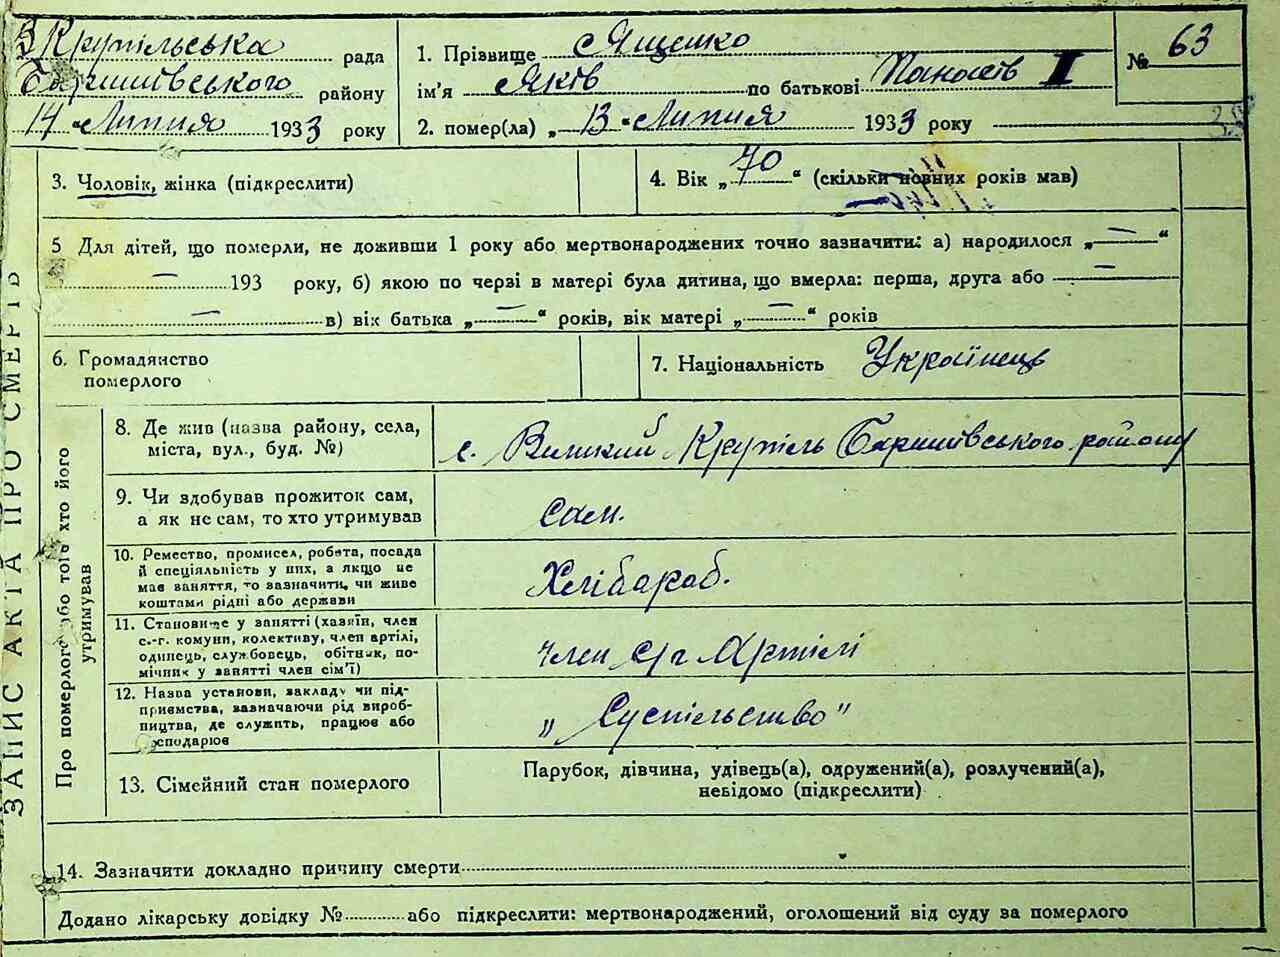 В Крупільська рада
Баришівського району
14 "Липня 1933 року
1. Прізвище Ященко
ім'я Яків по батькові Панасів I
2. помер(ла) „ 13 " Липня 1933 року
№ 63
ЗАПИС АКТА ПРО СМЕРТЬ
3. Чоловік, жінка (підкреслити)
4. Вік „ 70 “ (скільки повних років мав)
5 Для дітей, що померли, не доживши 1 року або мертвонароджених точно зазначити: а) народилося „ — “
— 193 року, б) якою по черзі в матері була дитина, що вмерла: перша, друга або —
— в) вік батька „ — “ років, вік матері „ — “ років
6. Громадянство
померлого
7. Національність Українець
Про померлого або того хто його
утримував
8. Де жив (назва району, села,
міста, вул., буд. №)
с. Великий Крупіль Баришівського району
9. Чи здобував прожиток сам,
а як не сам, то хто утримував
сам.
10. Ремество, промисел, робота, посада
й спеціяльність у них, а якщо не
має заняття, то зазначити, чи живе
коштами рідні або держави
Хлібароб.
11. Становище у занятті (хазяїн, член
с.-г. комуни, колективу, член артілі,
одинець, службовець, обітник, по-
мічник у занятті член сім'ї)
член с/г Артілі
12. Назва установи, закладу чи під-
приємства, зазначаючи рід вироб-
ництва, де служить, працює або
господарює
„ Суспільство"
13. Сімейний стан померлого
Парубок, дівчина, удівець(а), одружений(а), розлучений(а),
невідомо (підкреслити)
14. Зазначити докладно причину смерти
Додано лікарську довідку № або підкреслити: мертвонароджений, оголошений від суду за померлого